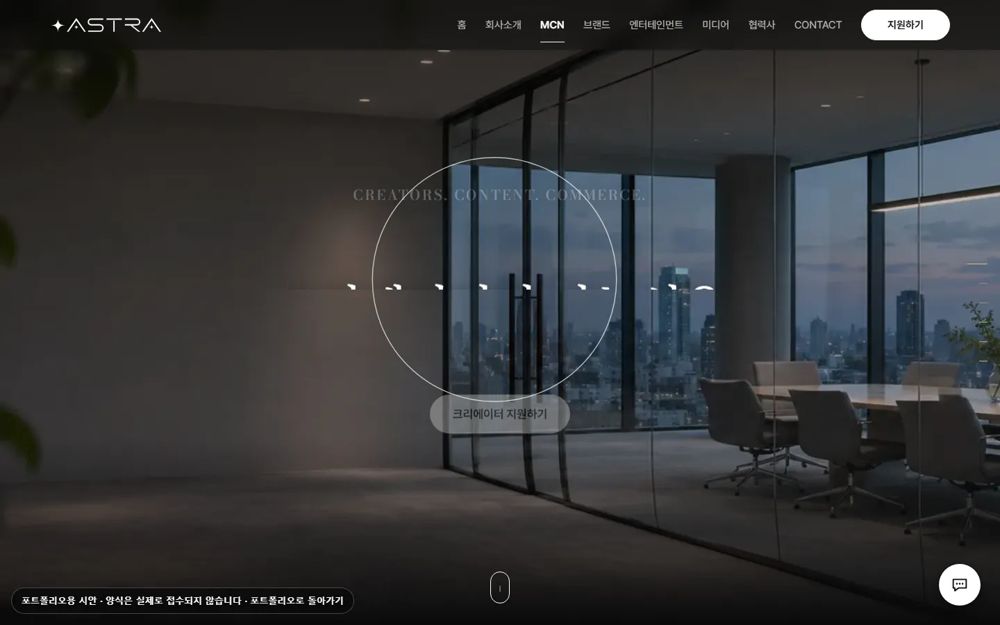 ASTRA
홈 회사소개 MCN 브랜드 엔터테인먼트 미디어 협력사 CONTACT 지원하기
CREATORS. CONTENT. COMMERCE.
크리에이터 지원하기
포트폴리오용 시안 · 양식은 실제로 접수되지 않습니다 · 포트폴리오로 돌아가기